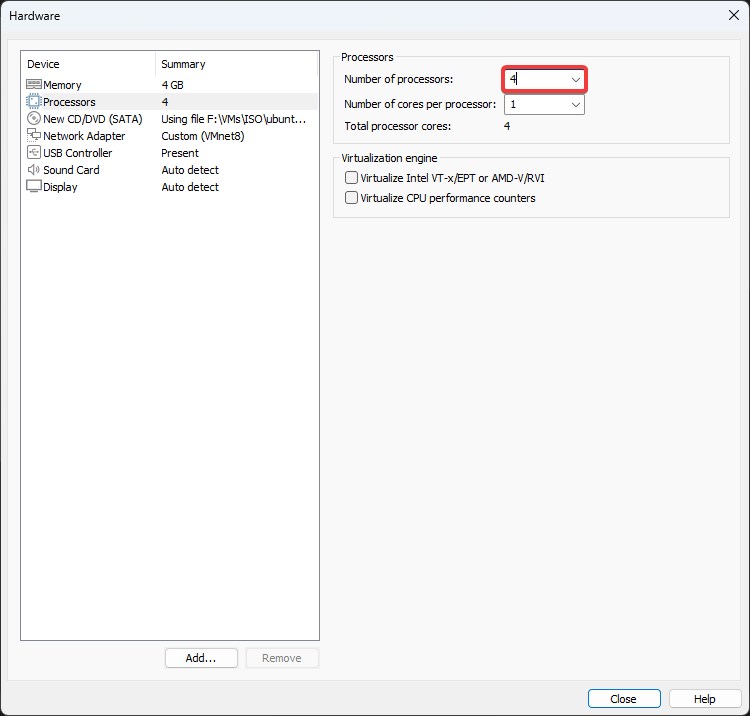 Hardware
Device Summary
Memory 4 GB
Processors 4
New CD/DVD (SATA) Using file F:\VMs\ISO\ubunt...
Network Adapter Custom (VMnet8)
USB Controller Present
Sound Card Auto detect
Display Auto detect
Add... Remove
Processors
Number of processors: 4
Number of cores per processor: 1
Total processor cores: 4
Virtualization engine
Virtualize Intel VT-x/EPT or AMD-V/RVI
Virtualize CPU performance counters
Close Help